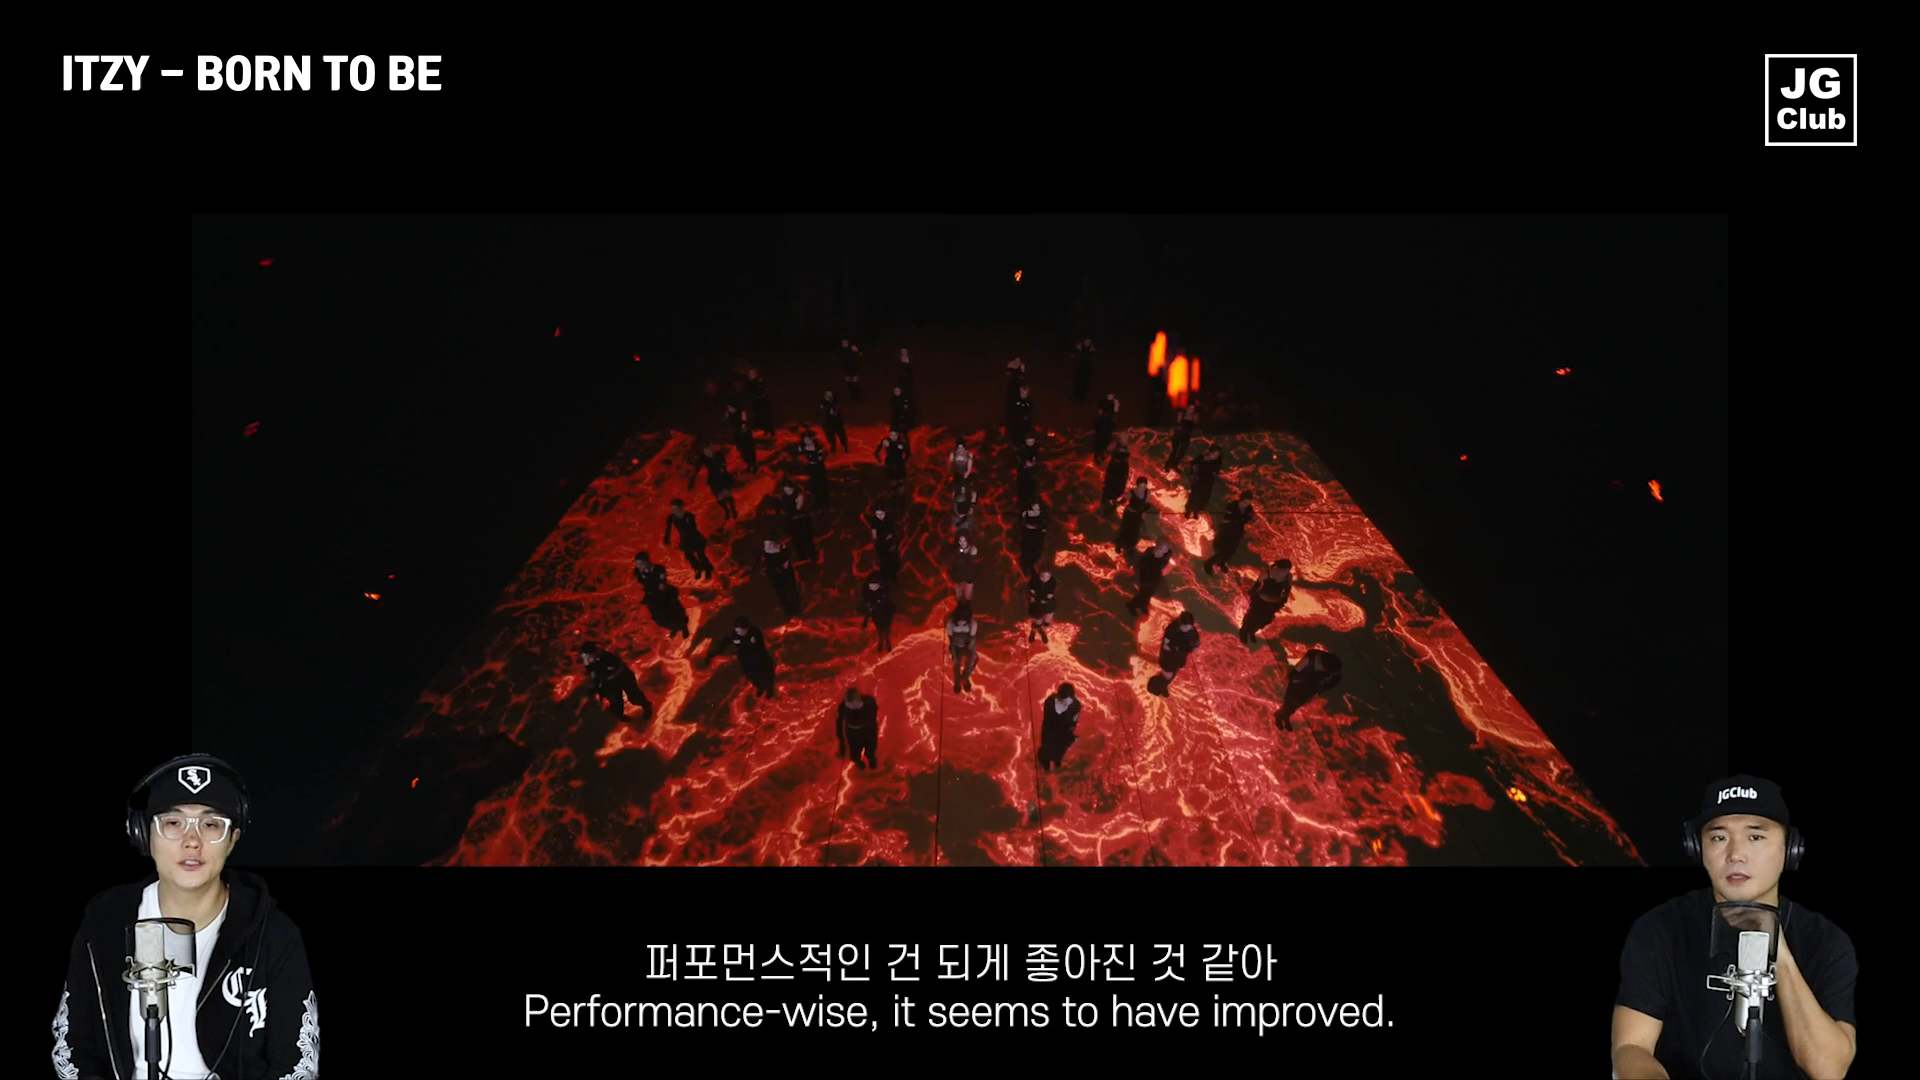 ITZY – BORN TO BE
JG
Club
JGClub
퍼포먼스적인 건 되게 좋아진 것 같아
Performance-wise, it seems to have improved.